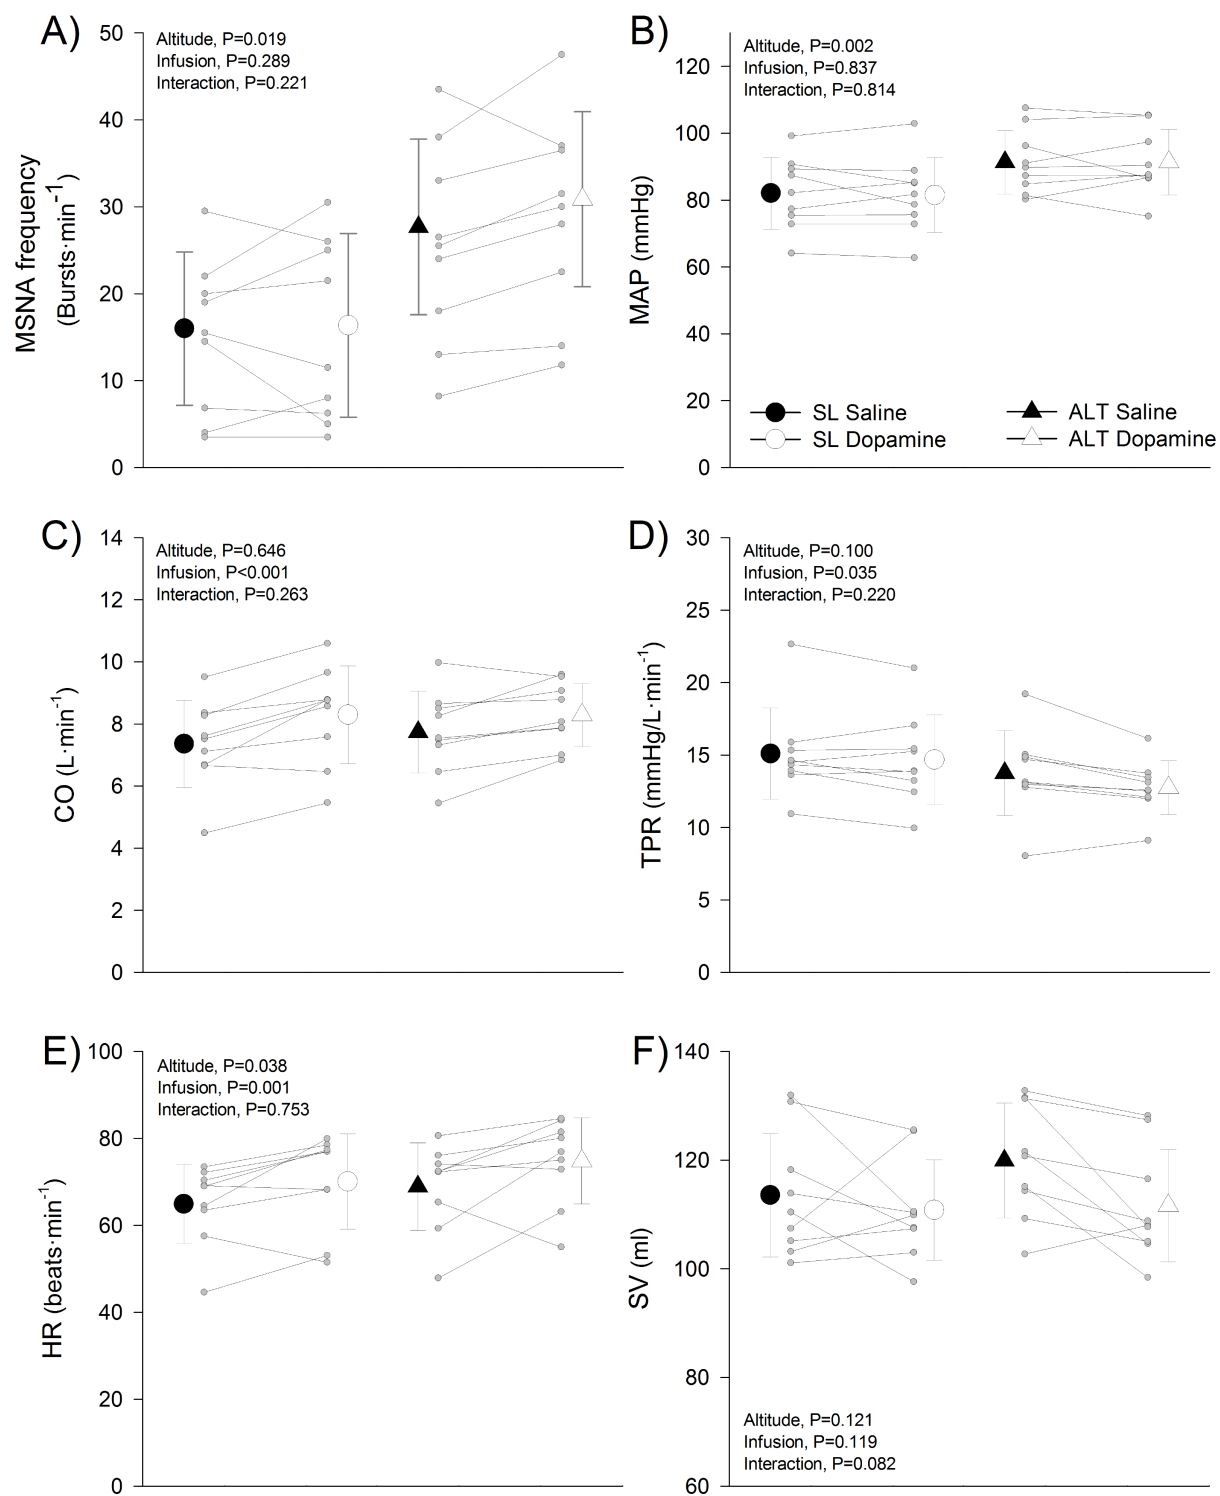 A)
Altitude, P=0.019
Infusion, P=0.289
Interaction, P=0.221
MSNA frequency
(Bursts·min⁻¹)
50
40
30
20
10
0
B)
Altitude, P=0.002
Infusion, P=0.837
Interaction, P=0.814
MAP (mmHg)
120
100
80
60
40
20
0
SL Saline
SL Dopamine
ALT Saline
ALT Dopamine
C)
Altitude, P=0.646
Infusion, P<0.001
Interaction, P=0.263
CO (L·min⁻¹)
14
12
10
8
6
4
2
0
D)
Altitude, P=0.100
Infusion, P=0.035
Interaction, P=0.220
TPR (mmHg/L·min⁻¹)
30
25
20
15
10
5
0
E)
Altitude, P=0.038
Infusion, P=0.001
Interaction, P=0.753
HR (beats·min⁻¹)
100
80
60
40
20
0
F)
SV (ml)
140
120
100
80
60
Altitude, P=0.121
Infusion, P=0.119
Interaction, P=0.082